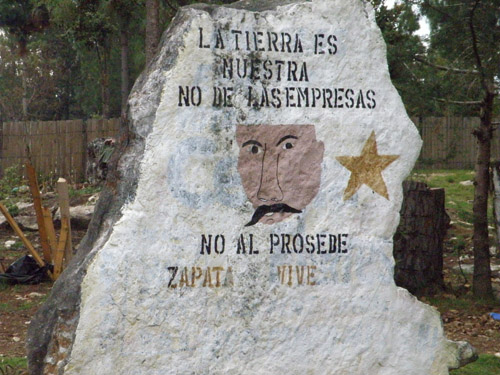 LA TIERRA ES
NUESTRA
NO DE LAS EMPRESAS
NO AL PROSEDE
ZAPATA VIVE